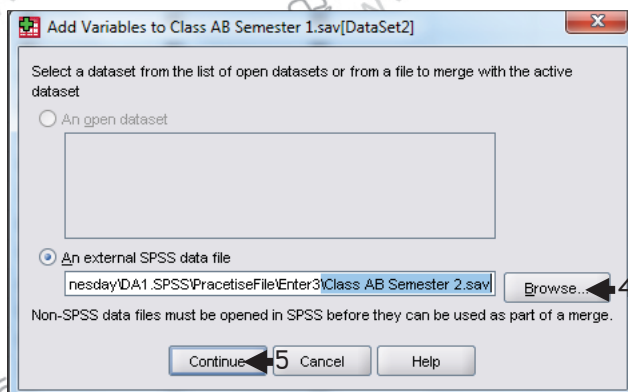 Add Variables to Class AB Semester 1.sav[DataSet2]
Select a dataset from the list of open datasets or from a file to merge with the active
dataset
An open dataset
An external SPSS data file
nesday\DA1.SPSS\PractiseFile\Enter3\Class AB Semester 2.sav
Browse... 4
Non-SPSS data files must be opened in SPSS before they can be used as part of a merge.
Continue 5 Cancel Help